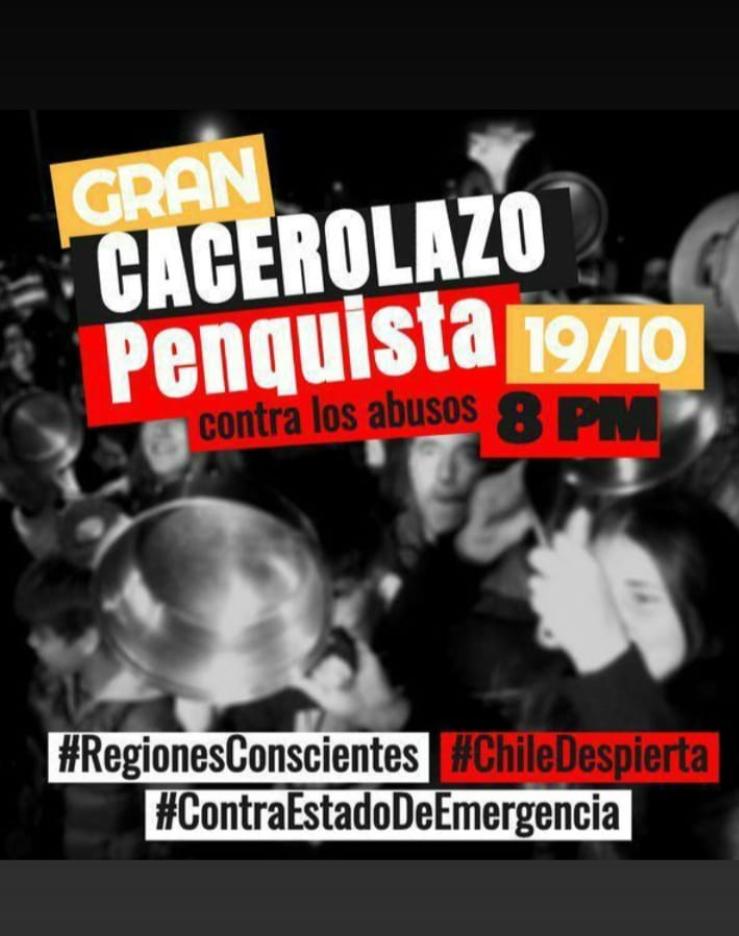 GRAN
CACEROLAZO
Penquista 19/10
contra los abusos 8 PM
#RegionesConscientes #ChileDespierta
#ContraEstadoDeEmergencia